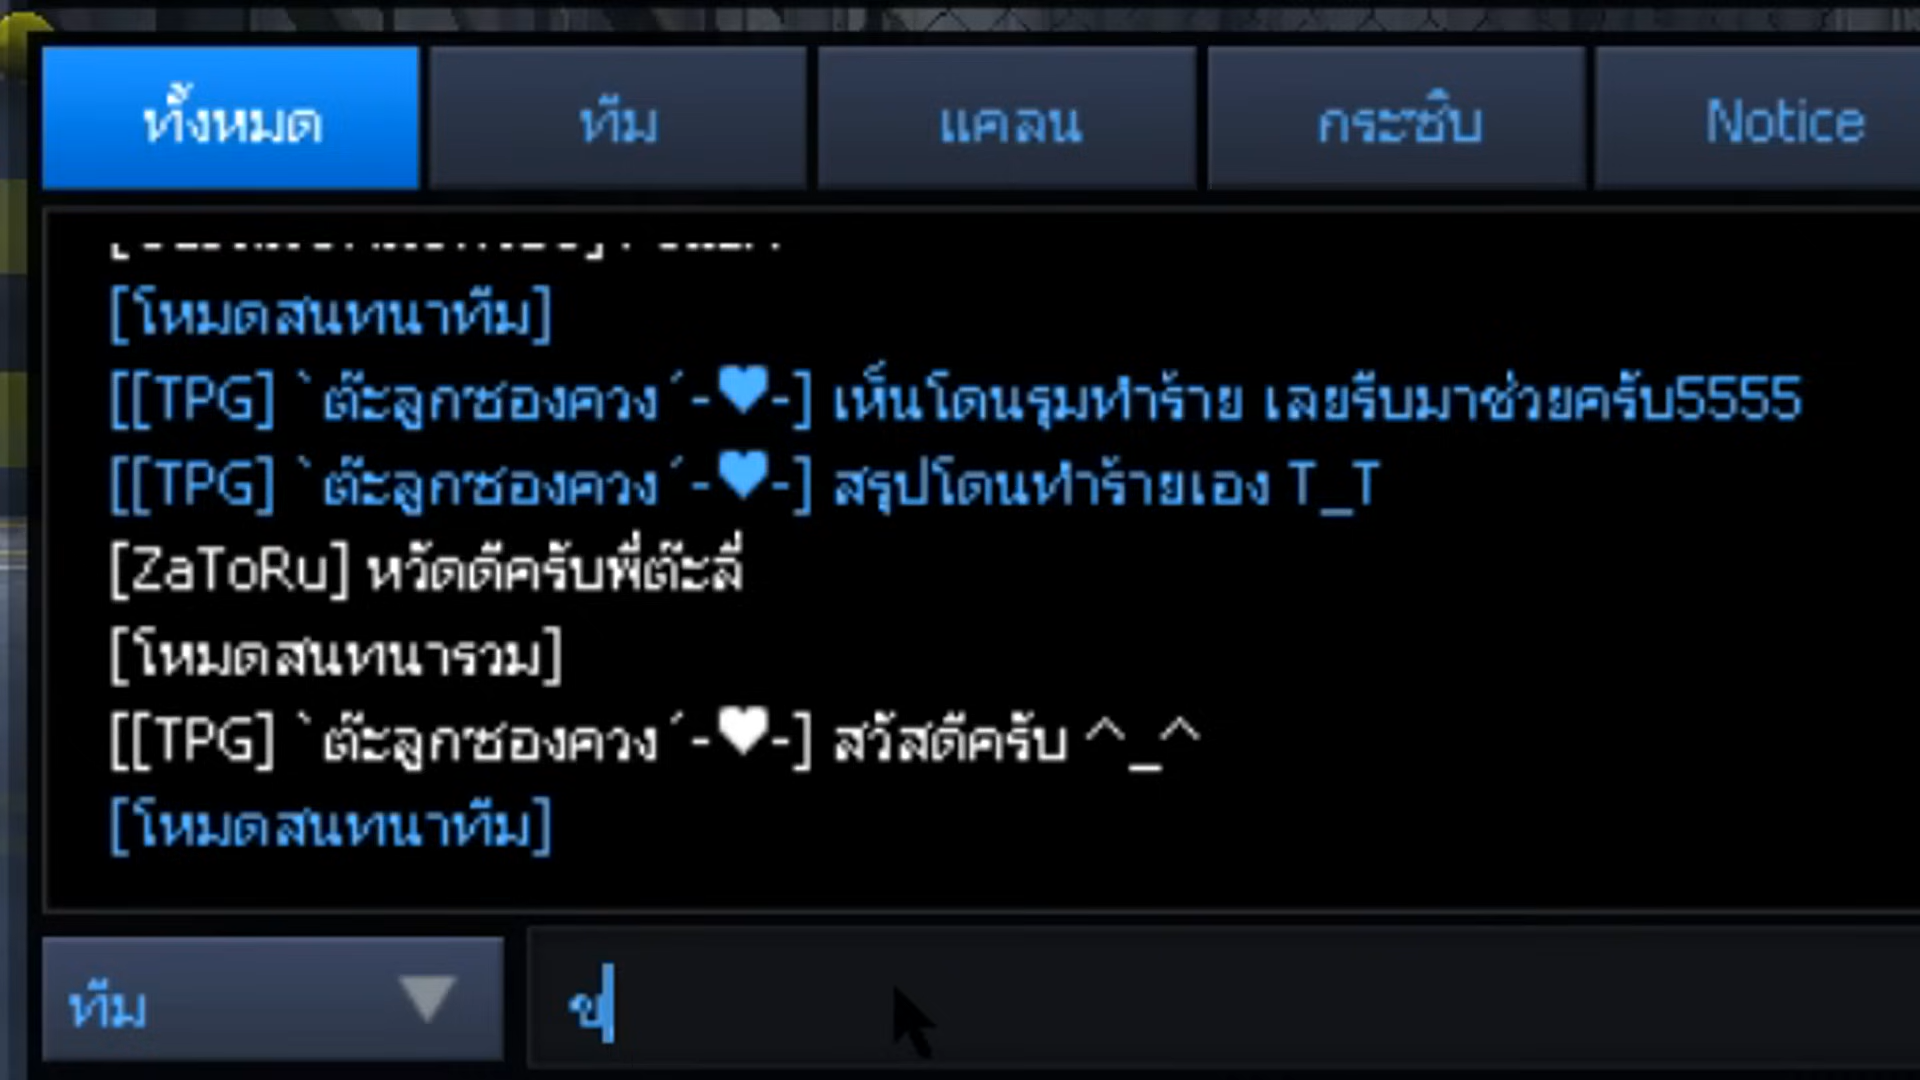 ทั้งหมด ทีม แคลน กระซิบ Notice
[โหมดสนทนาทีม]
[[TPG] `ต๊ะลูกซองควง´-♥-] เห็นโดนรุมทำร้าย เลยรีบมาช่วยครับ5555
[[TPG] `ต๊ะลูกซองควง´-♥-] สรุปโดนทำร้ายเอง T_T
[ZaToRu] หวัดดีครับพี่ต๊ะลี่
[โหมดสนทนารวม]
[[TPG] `ต๊ะลูกซองควง´-♥-] สวัสดีครับ ^_^
[โหมดสนทนาทีม]
ทีม ข